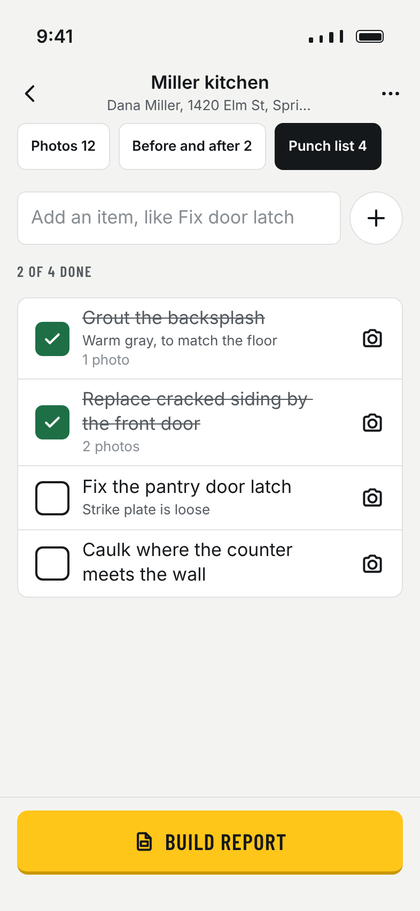 9:41
Miller kitchen
Dana Miller, 1420 Elm St, Spri...
Photos 12
Before and after 2
Punch list 4
Add an item, like Fix door latch
2 OF 4 DONE
Grout the backsplash
Warm gray, to match the floor
1 photo
Replace cracked siding by
the front door
2 photos
Fix the pantry door latch
Strike plate is loose
Caulk where the counter
meets the wall
BUILD REPORT